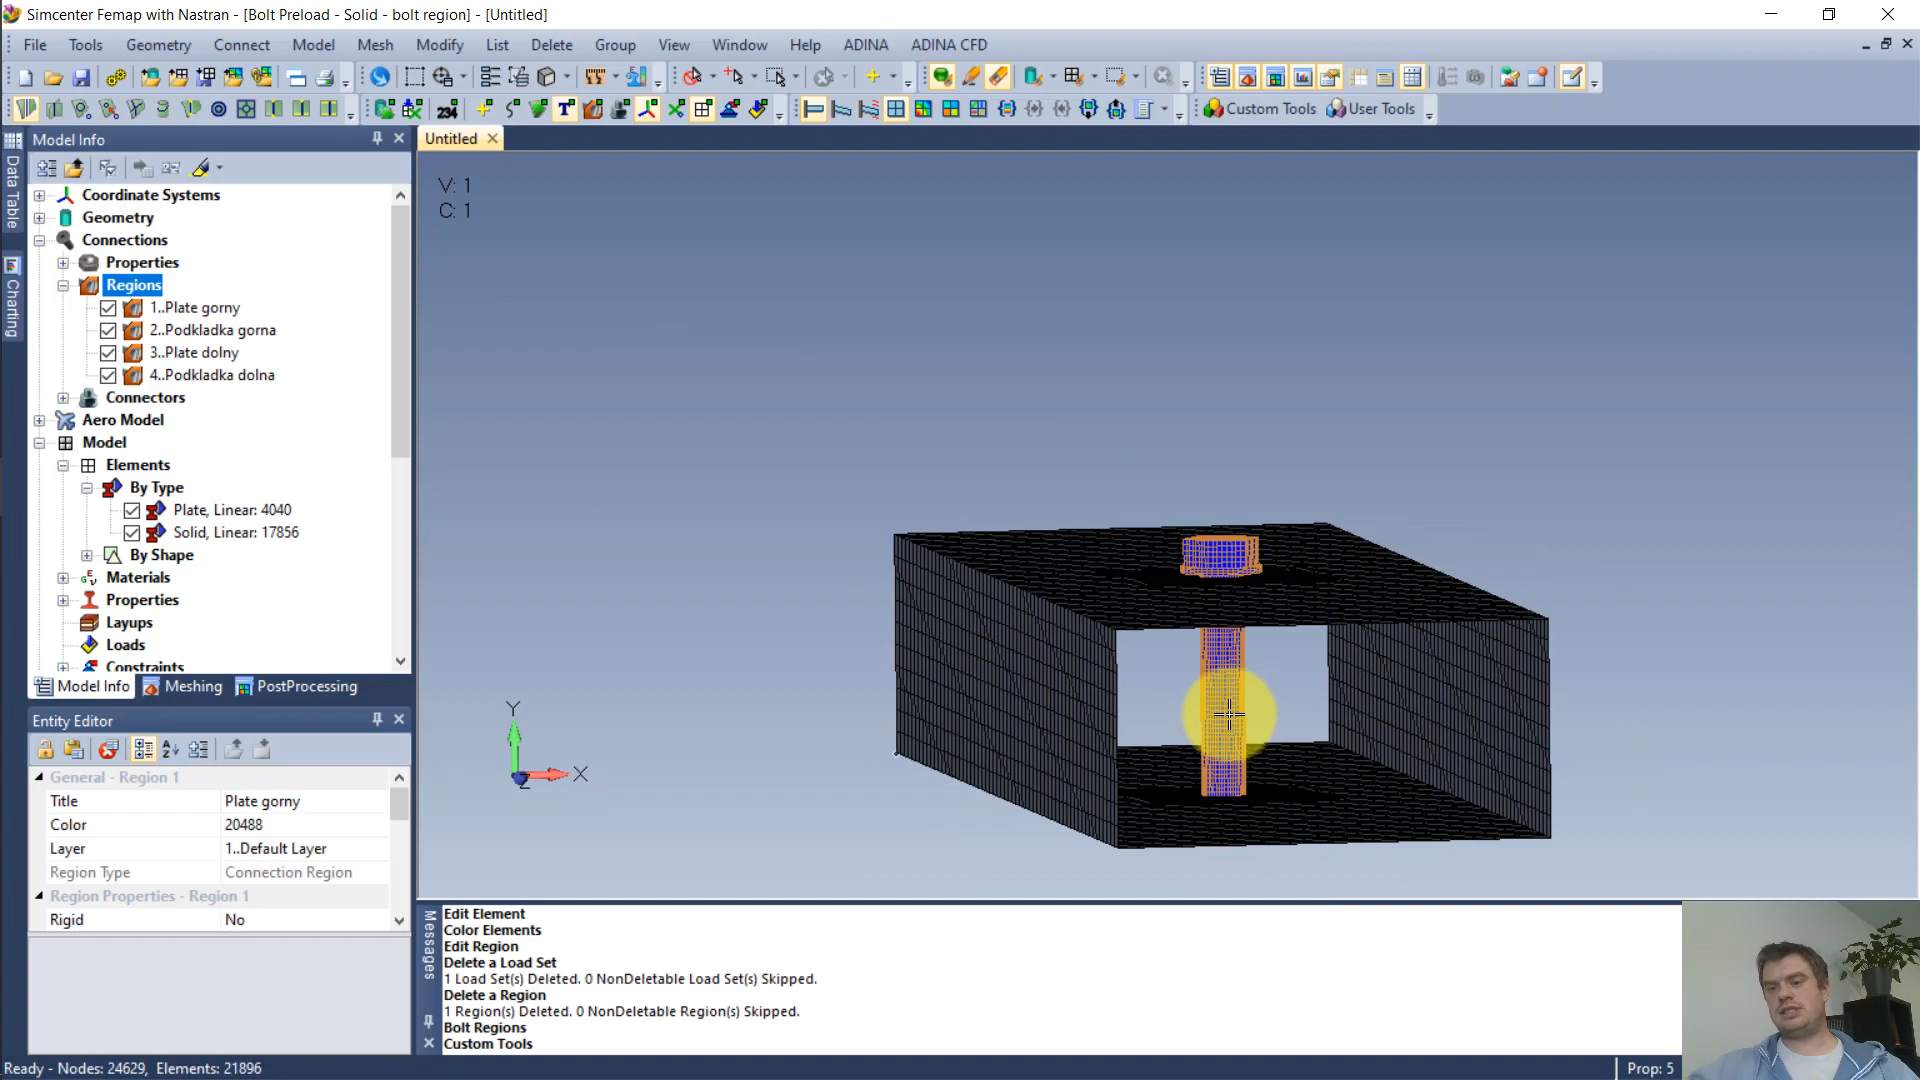 Simcenter Femap with Nastran - [Bolt Preload - Solid - bolt region] - [Untitled]
File Tools Geometry Connect Model Mesh Modify List Delete Group View Window Help ADINA ADINA CFD
234 T Custom Tools User Tools
Model Info
Untitled
Data Table
Charting
Coordinate Systems
Geometry
Connections
Properties
Regions
1..Plate gorny
2..Podkladka gorna
3..Plate dolny
4..Podkladka dolna
Connectors
Aero Model
Model
Elements
By Type
Plate, Linear: 4040
Solid, Linear: 17856
By Shape
Materials
Properties
Layups
Loads
Constraints
Model Info Meshing PostProcessing
V: 1
C: 1
Y
X
Z
Entity Editor
General - Region 1
Title Plate gorny
Color 20488
Layer 1..Default Layer
Region Type Connection Region
Region Properties - Region 1
Rigid No
Messages
Edit Element
Color Elements
Edit Region
Delete a Load Set
1 Load Set(s) Deleted. 0 NonDeletable Load Set(s) Skipped.
Delete a Region
1 Region(s) Deleted. 0 NonDeletable Region(s) Skipped.
Bolt Regions
Custom Tools
Ready - Nodes: 24629, Elements: 21896
Prop: 5